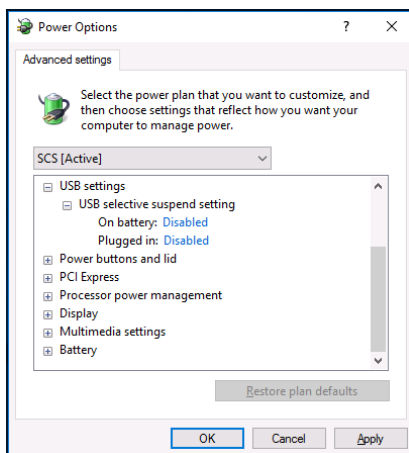 Power Options
Advanced settings
Select the power plan that you want to customize, and
then choose settings that reflect how you want your
computer to manage power.
SCS [Active]
USB settings
USB selective suspend setting
On battery: Disabled
Plugged in: Disabled
Power buttons and lid
PCI Express
Processor power management
Display
Multimedia settings
Battery
Restore plan defaults
OK Cancel Apply